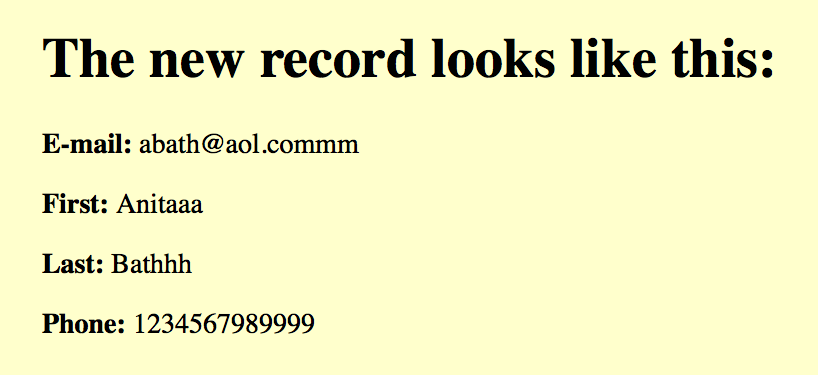 The new record looks like this:
E-mail: abath@aol.commm
First: Anitaaa
Last: Bathhh
Phone: 1234567989999